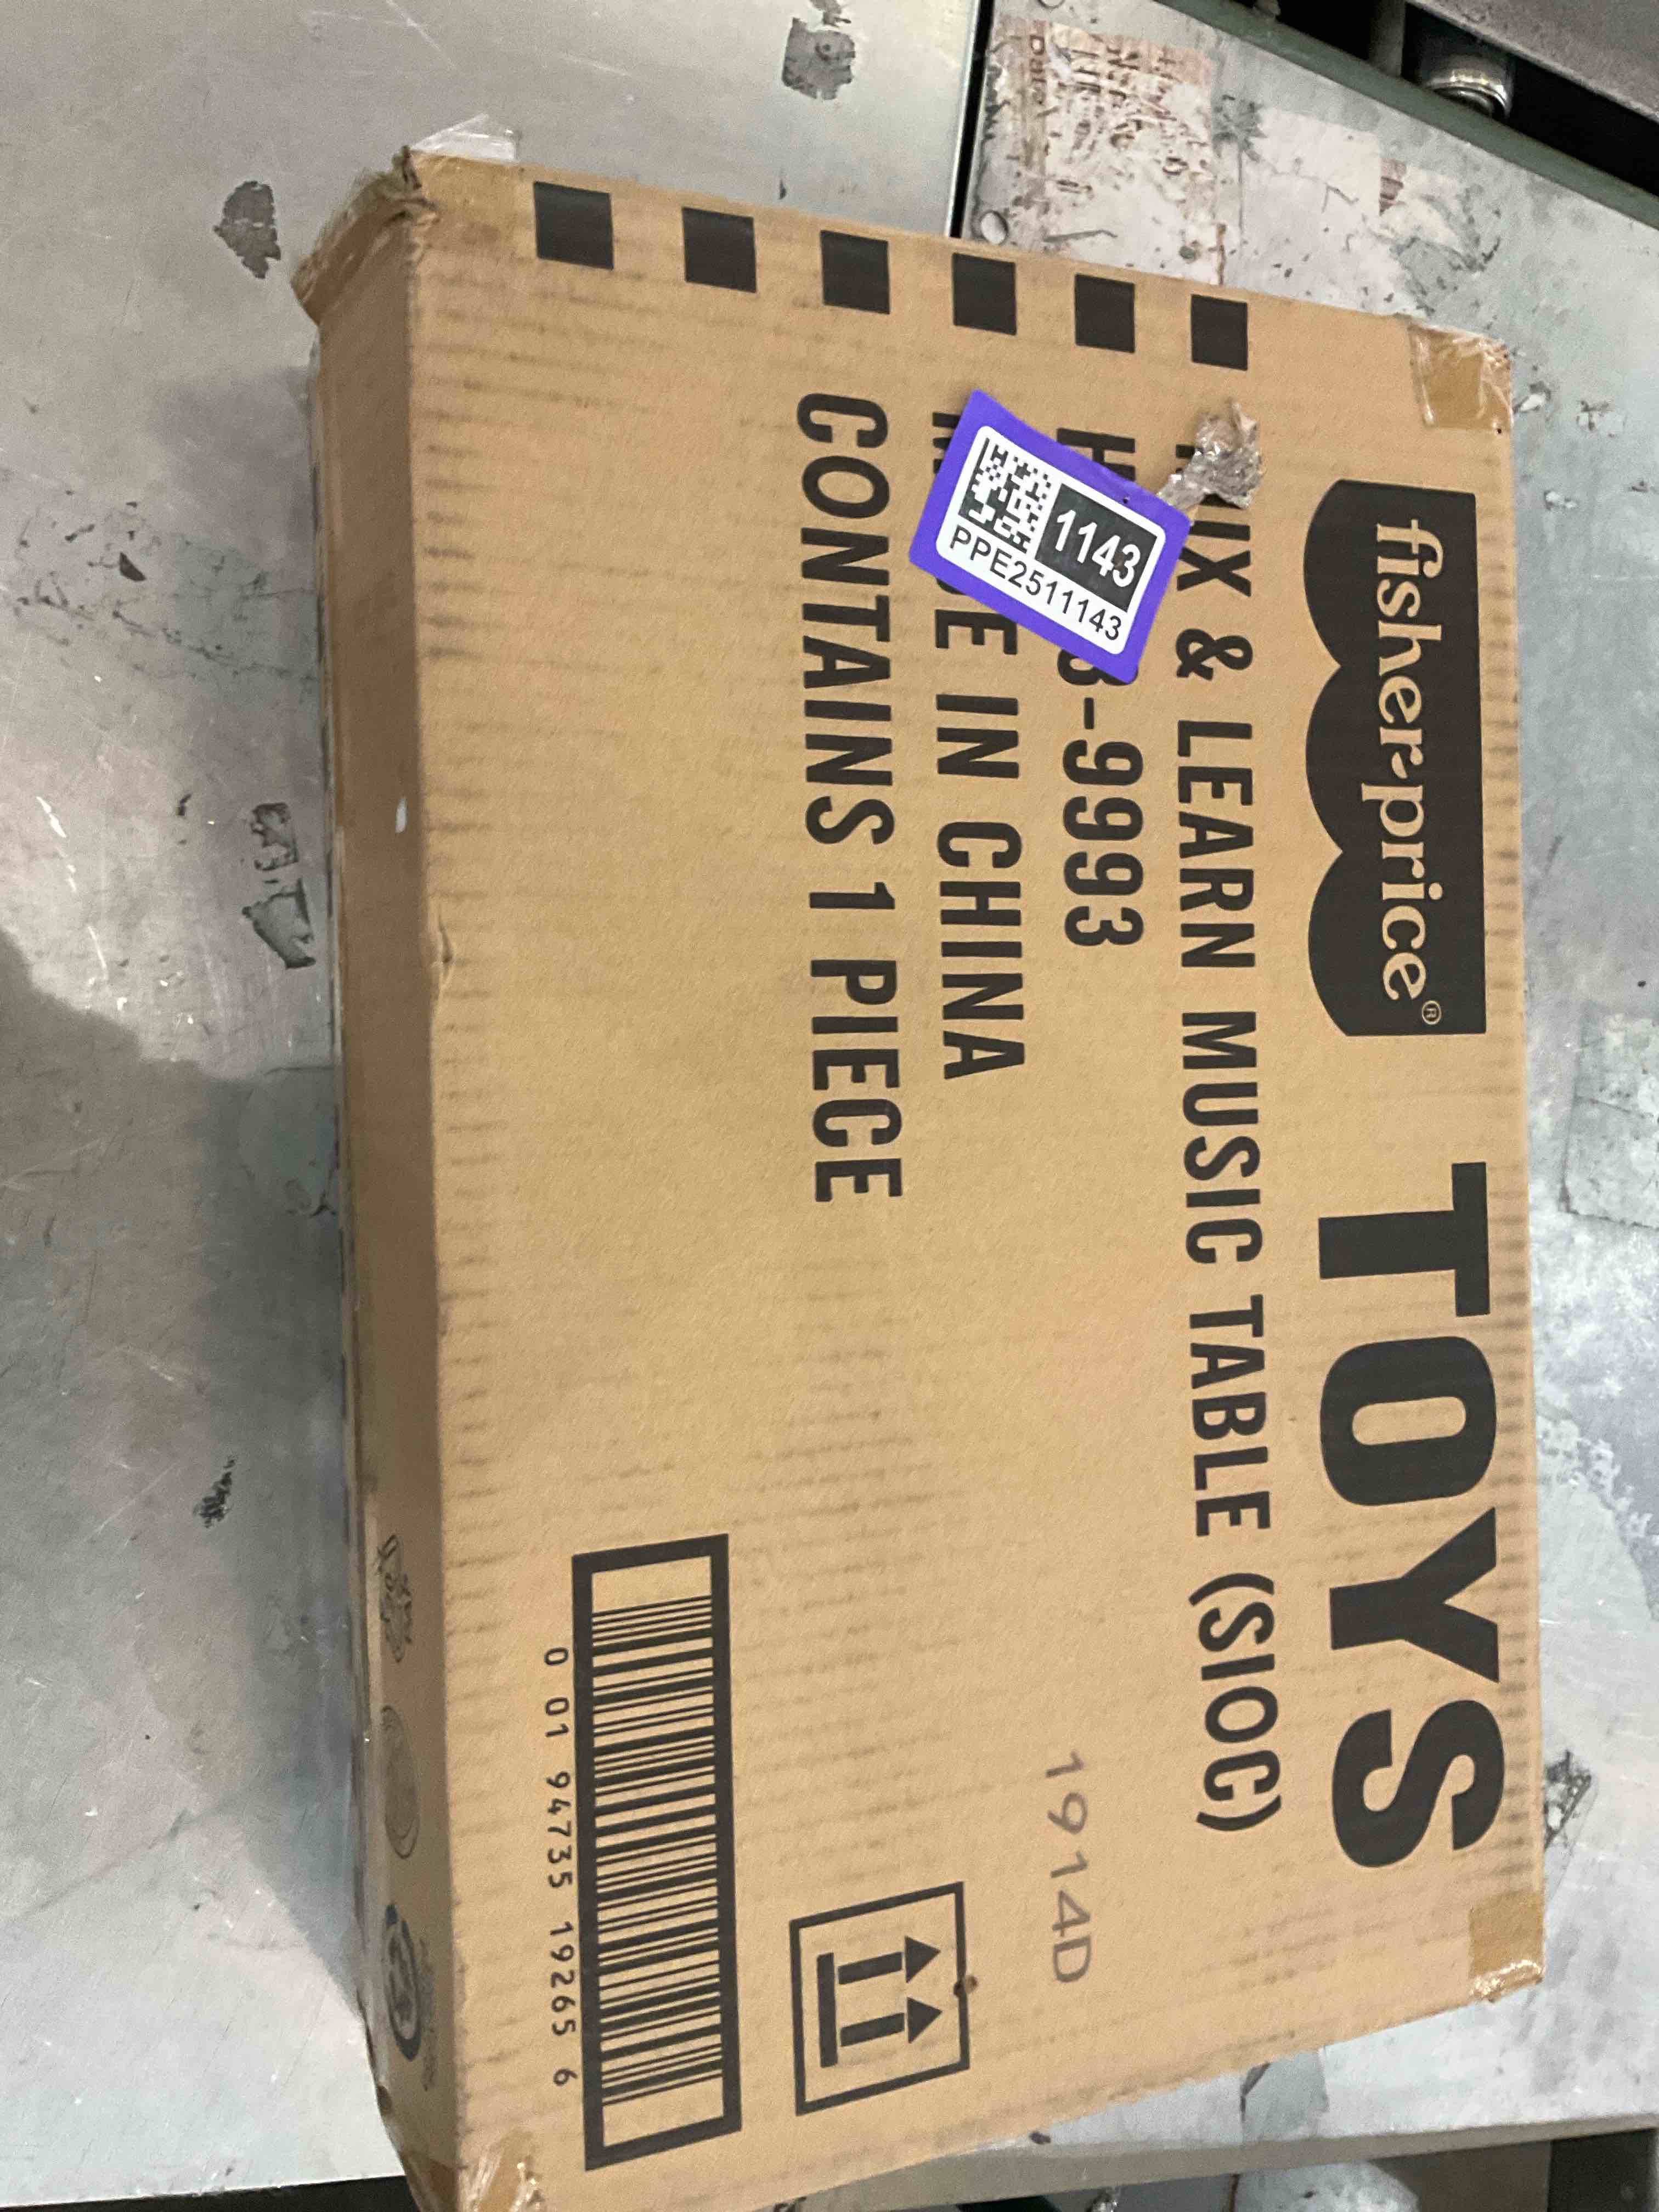 fisher-price® TOYS
& LEARN MUSIC TABLE (SIOC)
-9993
IN CHINA
CONTAINS 1 PIECE
1143
PPE2511143
1914D
0 01 94735 19265 6